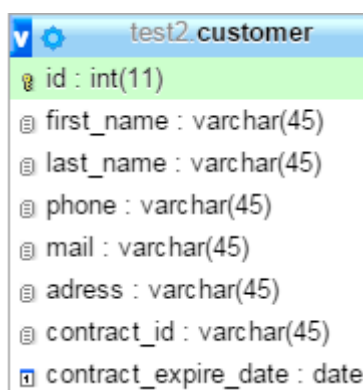 v test2.customer
id : int(11)
first_name : varchar(45)
last_name : varchar(45)
phone : varchar(45)
mail : varchar(45)
adress : varchar(45)
contract_id : varchar(45)
contract_expire_date : date